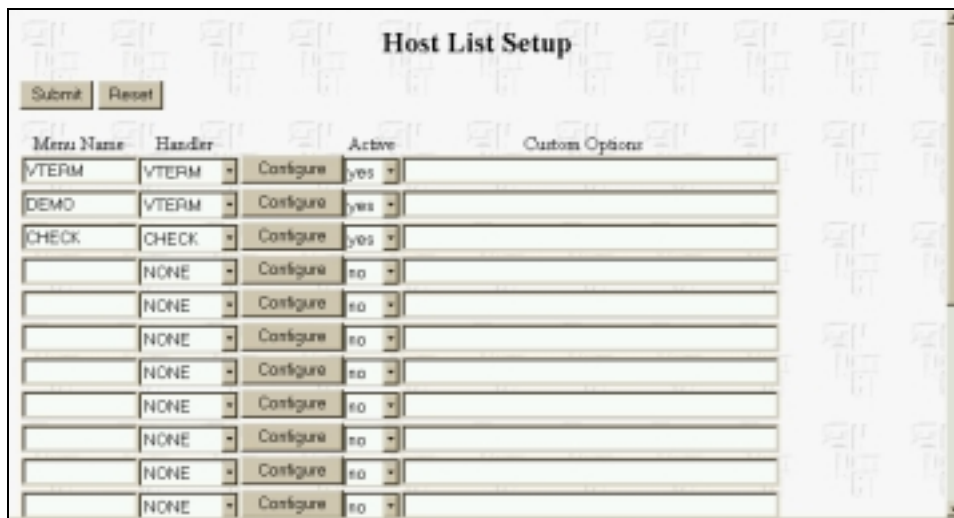 Host List Setup
Submit Reset
Menu Name Handler Active Custom Options
VTERM VTERM Configure yes
DEMO VTERM Configure yes
CHECK CHECK Configure yes
NONE Configure no
NONE Configure no
NONE Configure no
NONE Configure no
NONE Configure no
NONE Configure no
NONE Configure no
NONE Configure no